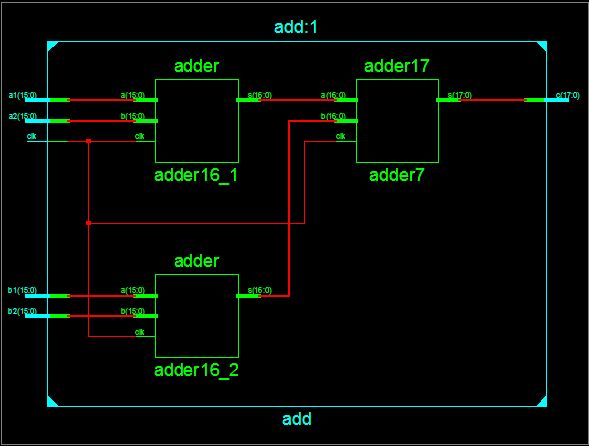 add:1
adder
adder17
a1(15:0)
a(15:0)
s(16:0)
a(16:0)
s(17:0)
c(17:0)
a2(15:0)
b(15:0)
b(16:0)
clk
clk
clk
adder16_1
adder7
adder
b1(15:0)
a(15:0)
s(16:0)
b2(15:0)
b(15:0)
clk
adder16_2
add